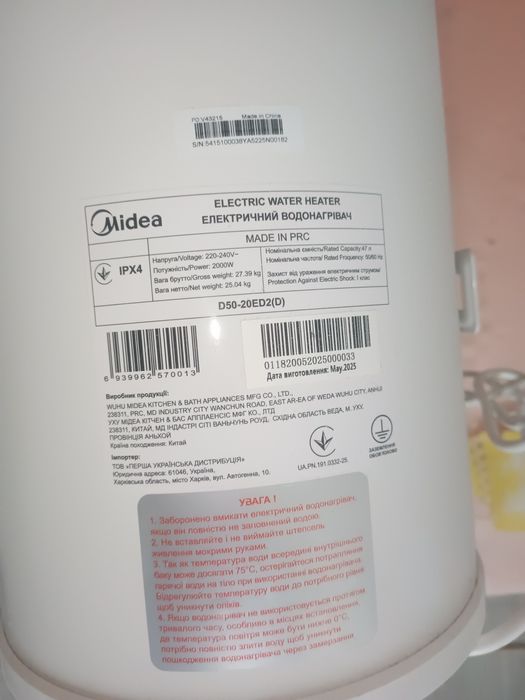 PO V43215 Made in China
S/N:5415100038YA5225N00182
Midea
ELECTRIC WATER HEATER
ЕЛЕКТРИЧНИЙ ВОДОНАГРІВАЧ
MADE IN PRC
IPX4
Напруга/Voltage: 220-240V~
Потужність/Power: 2000W
Вага брутто/Gross weight: 27.39 kg
Вага нетто/Net weight: 25.04 kg
Номінальна ємність/Rated Capacity:47 л
Номінальна частота/ Rated Froquency: 50/60 Hz
Захист від ураження електричним струмом/
Protection Against Electric Shock: I клас
D50-20ED2(D)
6 939962 570013
011820052025000033
Дата виготовлення: May.2025
Виробник продукції:
WUHU MIDEA KITCHEN & BATH APPLIANCES MFG CO., LTD.,
238311, PRC, MD INDUSTRY CITY WANCHUN ROAD, EAST AR-EA OF WEDA WUHU CITY, ANHUI
УХУ МІДЕА КІТЧЕН & БАС АППЛАЕНСІС МФГ КО., ЛТД
238311, КИТАЙ, МД ІНДАСТРІ СІТІ ВАНЬЧУНЬ РОУД, СХІДНА ОБЛАСТЬ ВЕДА, М. УХУ,
ПРОВІНЦІЯ АНЬХОЙ
Країна походження: Китай
Імпортер:
ТОВ «ПЕРША УКРАЇНСЬКА ДИСТРИБУЦІЯ»
Юридична адреса: 61046, Україна,
Харківська область, місто Харків, вул. Автогенна, 10.
UA.PN.191.0332-25.
ЗАЗЕМЛЕННЯ
ОБОВ'ЯЗКОВЕ
УВАГА !
1. Заборонено вмикати електричний водонагрівач,
якщо він повністю не заповнений водою.
2. Не вставляйте і не виймайте штепсель
живлення мокрими руками.
3. Так як температура води всередині внутрішнього
баку може досягати 75°C, остерігайтеся потрапляння
гарячої води на тіло при використанні водонагрівача.
Відрегулюйте температуру води до потрібного рівня
щоб уникнути опіків.
4. Якщо водонагрівач не використовується протягом
тривалого часу, особливо в місцях встановлення,
де температура повітря може бути нижче 0°C,
потрібно повністю злити воду щоб уникнути
пошкодження водонагрівача через замерзання